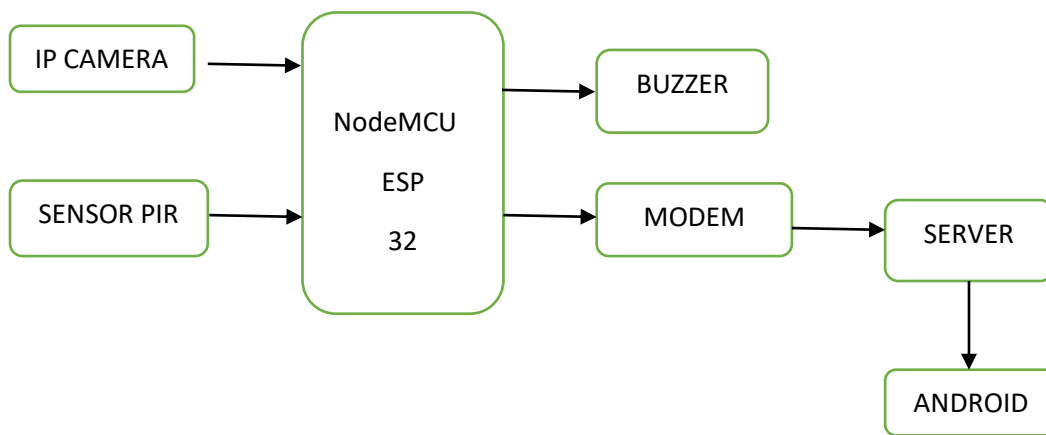 IP CAMERA
SENSOR PIR
NodeMCU
ESP
32
BUZZER
MODEM
SERVER
ANDROID